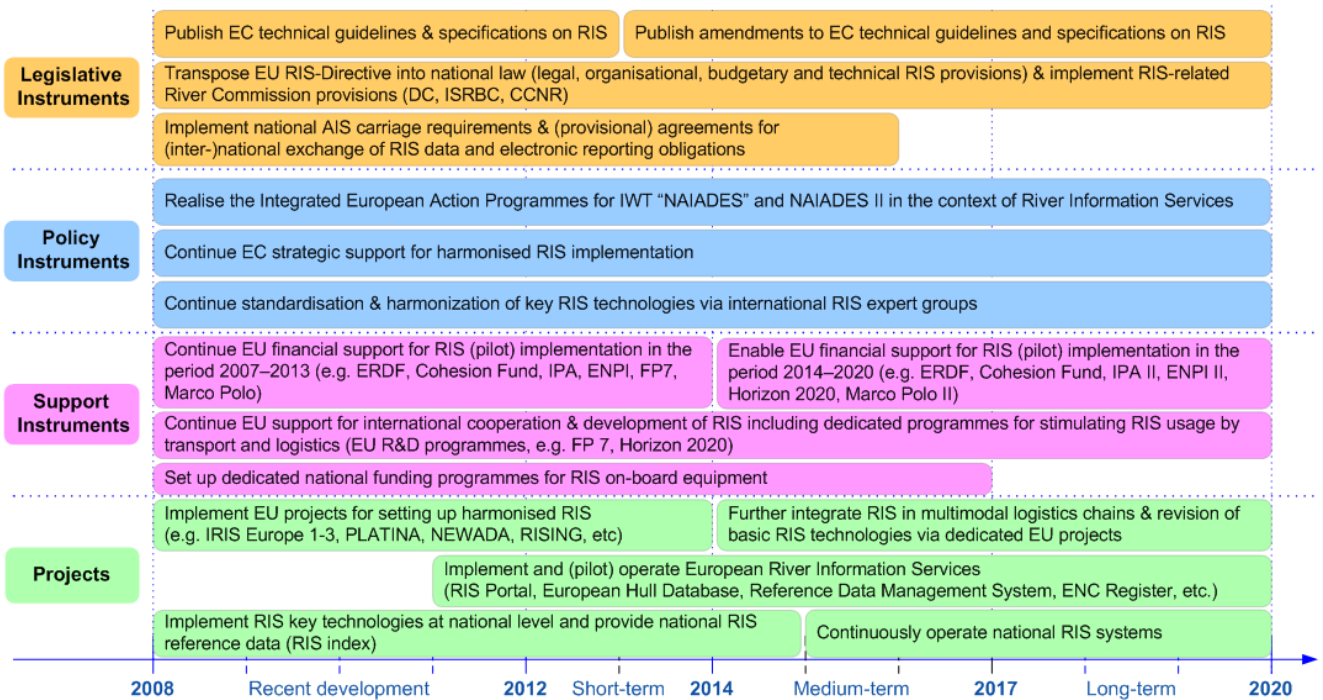 Legislative
Instruments
Publish EC technical guidelines & specifications on RIS
Publish amendments to EC technical guidelines and specifications on RIS
Transpose EU RIS-Directive into national law (legal, organisational, budgetary and technical RIS provisions) & implement RIS-related
River Commission provisions (DC, ISRBC, CCNR)
Implement national AIS carriage requirements & (provisional) agreements for
(inter-)national exchange of RIS data and electronic reporting obligations
Policy
Instruments
Realise the Integrated European Action Programmes for IWT “NAIADES” and NAIADES II in the context of River Information Services
Continue EC strategic support for harmonised RIS implementation
Continue standardisation & harmonization of key RIS technologies via international RIS expert groups
Support
Instruments
Continue EU financial support for RIS (pilot) implementation in the
period 2007–2013 (e.g. ERDF, Cohesion Fund, IPA, ENPI, FP7,
Marco Polo)
Enable EU financial support for RIS (pilot) implementation in the
period 2014–2020 (e.g. ERDF, Cohesion Fund, IPA II, ENPI II,
Horizon 2020, Marco Polo II)
Continue EU support for international cooperation & development of RIS including dedicated programmes for stimulating RIS usage by
transport and logistics (EU R&D programmes, e.g. FP 7, Horizon 2020)
Set up dedicated national funding programmes for RIS on-board equipment
Projects
Implement EU projects for setting up harmonised RIS
(e.g. IRIS Europe 1-3, PLATINA, NEWADA, RISING, etc)
Further integrate RIS in multimodal logistics chains & revision of
basic RIS technologies via dedicated EU projects
Implement and (pilot) operate European River Information Services
(RIS Portal, European Hull Database, Reference Data Management System, ENC Register, etc.)
Implement RIS key technologies at national level and provide national RIS
reference data (RIS index)
Continuously operate national RIS systems
2008 Recent development 2012 Short-term 2014 Medium-term 2017 Long-term 2020